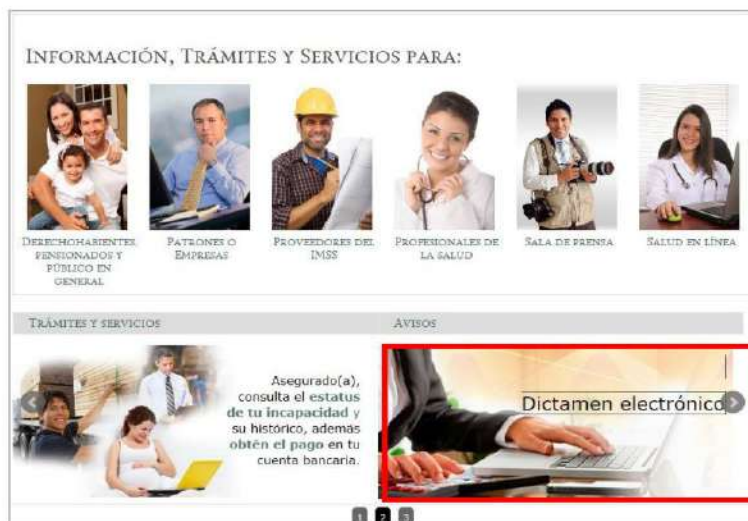 INFORMACIÓN, TRÁMITES Y SERVICIOS PARA:
DERECHOHABIENTES,
PENSIONADOS Y
PÚBLICO EN
GENERAL
PATRONES O
EMPRESAS
PROVEEDORES DEL
IMSS
PROFESIONALES DE
LA SALUD
SALA DE PRENSA
SALUD EN LÍNEA
TRÁMITES Y SERVICIOS
AVISOS
Asegurado(a),
consulta el estatus
de tu incapacidad y
su histórico, además
obtén el pago en tu
cuenta bancaria.
Dictamen electrónico
1 2 3